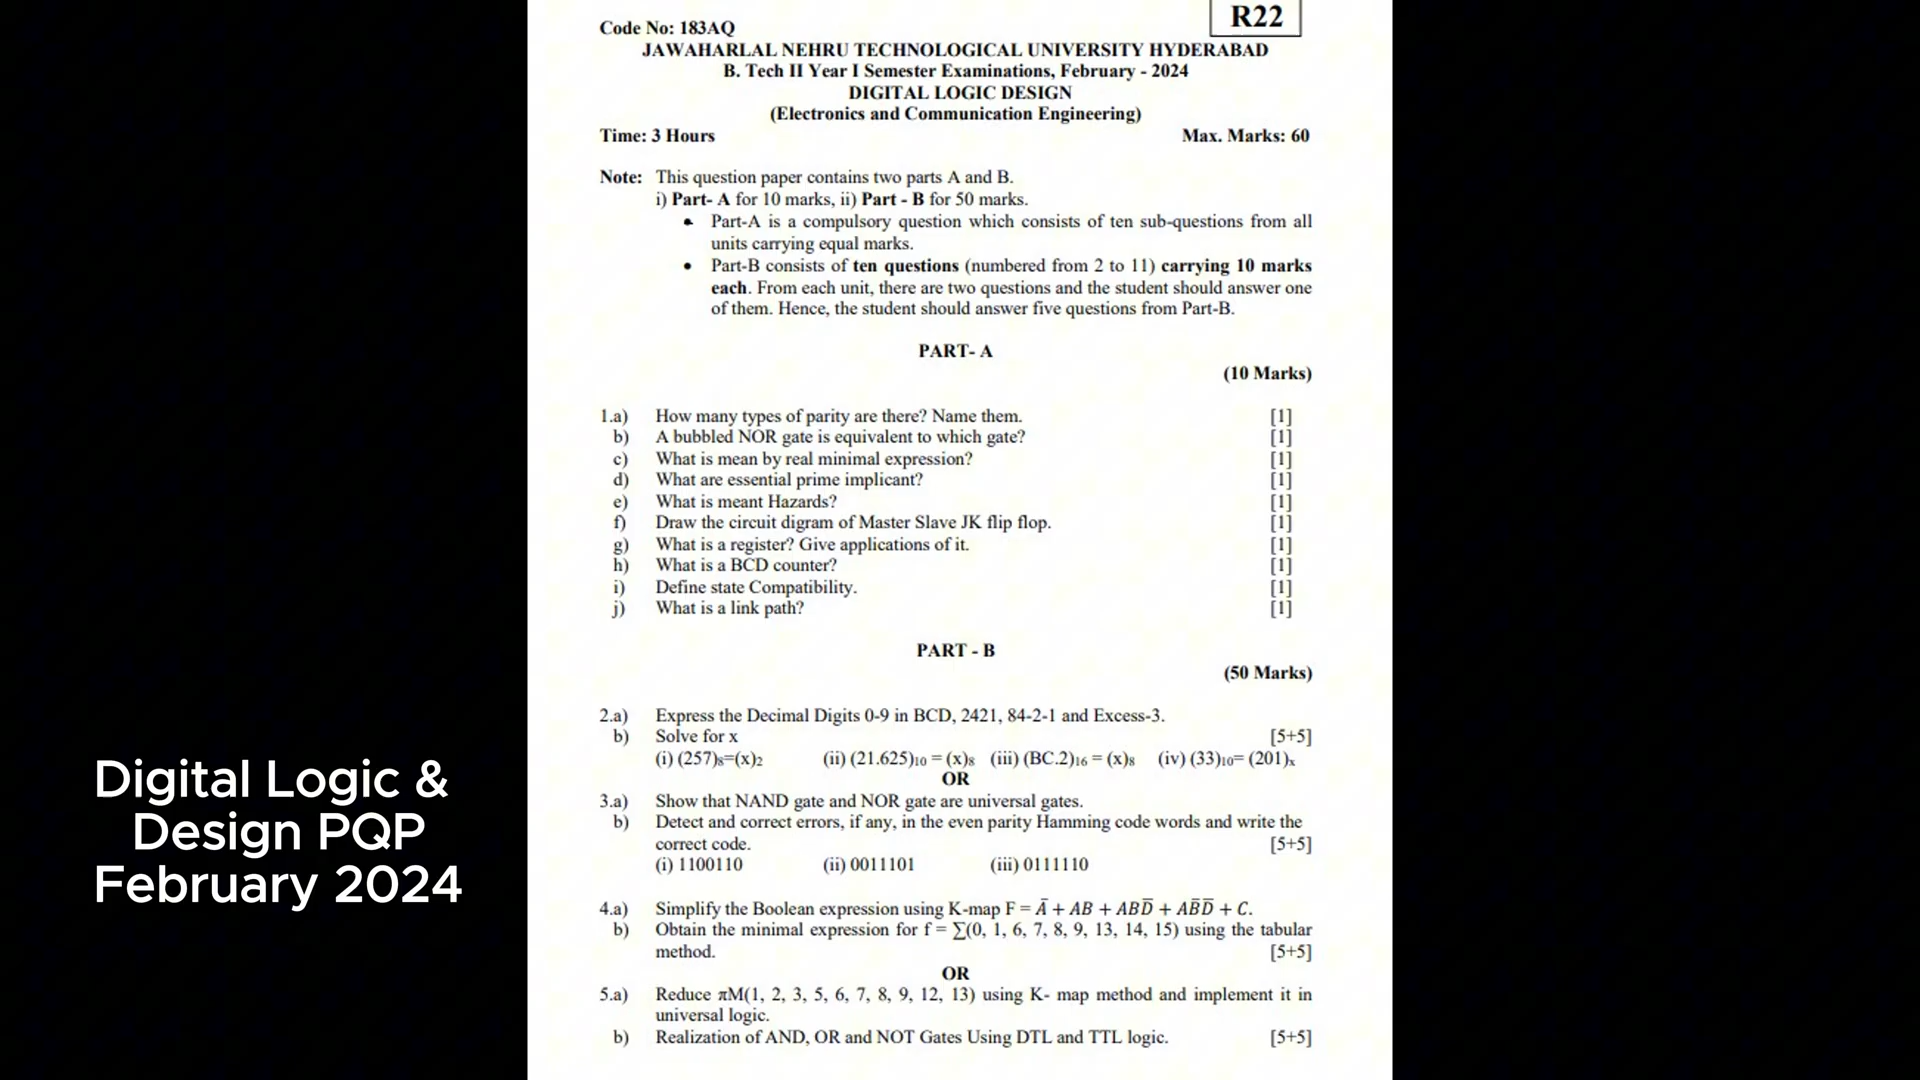 R22
Code No: 183AQ
JAWAHARLAL NEHRU TECHNOLOGICAL UNIVERSITY HYDERABAD
B. Tech II Year I Semester Examinations, February - 2024
DIGITAL LOGIC DESIGN
(Electronics and Communication Engineering)
Time: 3 Hours Max. Marks: 60
Note: This question paper contains two parts A and B.
i) Part- A for 10 marks, ii) Part - B for 50 marks.
• Part-A is a compulsory question which consists of ten sub-questions from all
units carrying equal marks.
• Part-B consists of ten questions (numbered from 2 to 11) carrying 10 marks
each. From each unit, there are two questions and the student should answer one
of them. Hence, the student should answer five questions from Part-B.
PART- A
(10 Marks)
1.a) How many types of parity are there? Name them. [1]
b) A bubbled NOR gate is equivalent to which gate? [1]
c) What is mean by real minimal expression? [1]
d) What are essential prime implicant? [1]
e) What is meant Hazards? [1]
f) Draw the circuit digram of Master Slave JK flip flop. [1]
g) What is a register? Give applications of it. [1]
h) What is a BCD counter? [1]
i) Define state Compatibility. [1]
j) What is a link path? [1]
PART - B
(50 Marks)
2.a) Express the Decimal Digits 0-9 in BCD, 2421, 84-2-1 and Excess-3.
b) Solve for x [5+5]
(i) (257)₈=(x)₂ (ii) (21.625)₁₀ = (x)₈ (iii) (BC.2)₁₆ = (x)₈ (iv) (33)₁₀= (201)ₓ
OR
3.a) Show that NAND gate and NOR gate are universal gates.
b) Detect and correct errors, if any, in the even parity Hamming code words and write the
correct code. [5+5]
(i) 1100110 (ii) 0011101 (iii) 0111110
4.a) Simplify the Boolean expression using K-map F = A̅ + AB + ABD̅ + AB̅D̅ + C.
b) Obtain the minimal expression for f = ∑(0, 1, 6, 7, 8, 9, 13, 14, 15) using the tabular
method. [5+5]
OR
5.a) Reduce πM(1, 2, 3, 5, 6, 7, 8, 9, 12, 13) using K- map method and implement it in
universal logic.
b) Realization of AND, OR and NOT Gates Using DTL and TTL logic. [5+5]
Digital Logic &
Design PQP
February 2024